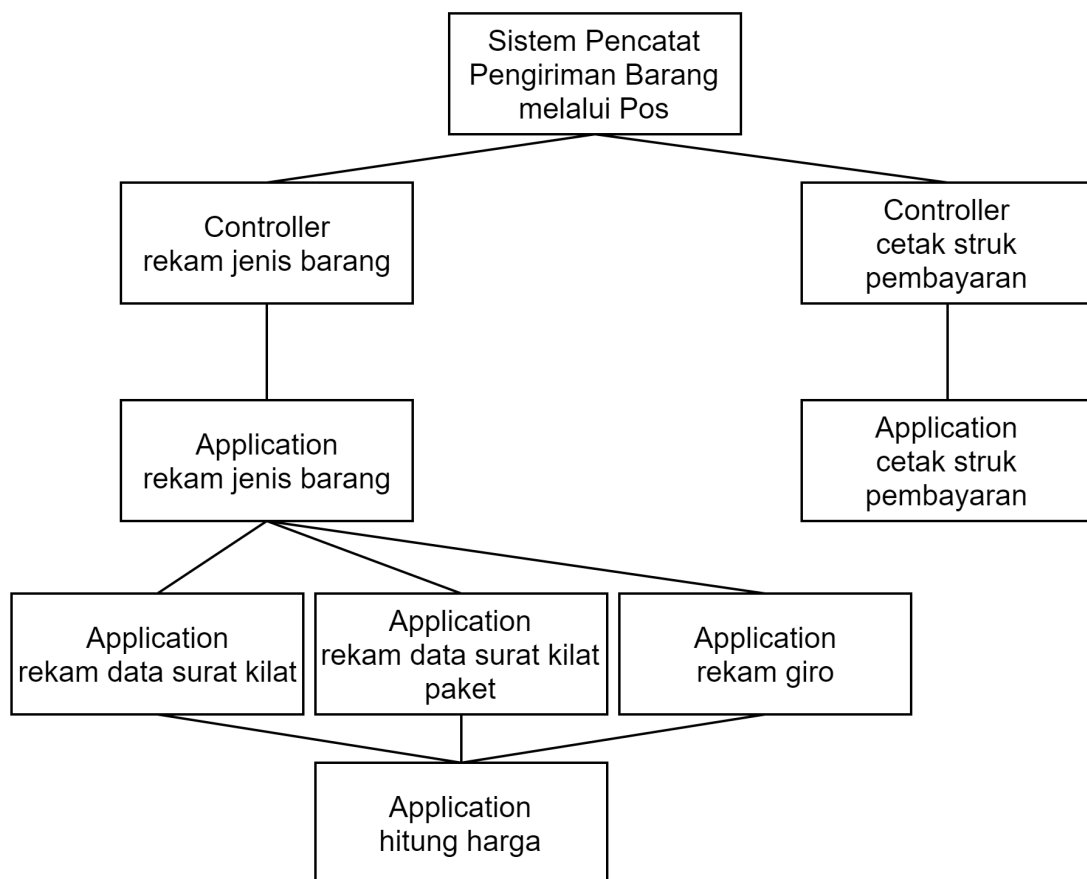 Sistem Pencatat
Pengiriman Barang
melalui Pos
Controller
rekam jenis barang
Controller
cetak struk
pembayaran
Application
rekam jenis barang
Application
cetak struk
pembayaran
Application
rekam data surat kilat
Application
rekam data surat kilat
paket
Application
rekam giro
Application
hitung harga